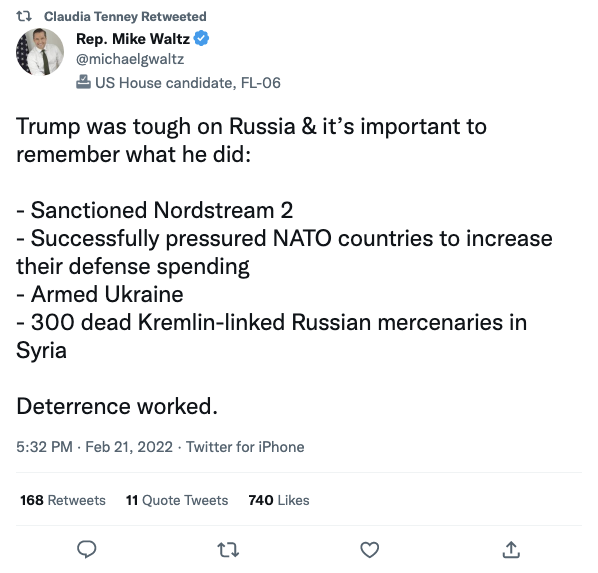 Claudia Tenney Retweeted
Rep. Mike Waltz
@michaelgwaltz
US House candidate, FL-06
Trump was tough on Russia & it’s important to
remember what he did:
- Sanctioned Nordstream 2
- Successfully pressured NATO countries to increase
their defense spending
- Armed Ukraine
- 300 dead Kremlin-linked Russian mercenaries in
Syria
Deterrence worked.
5:32 PM · Feb 21, 2022 · Twitter for iPhone
168 Retweets 11 Quote Tweets 740 Likes